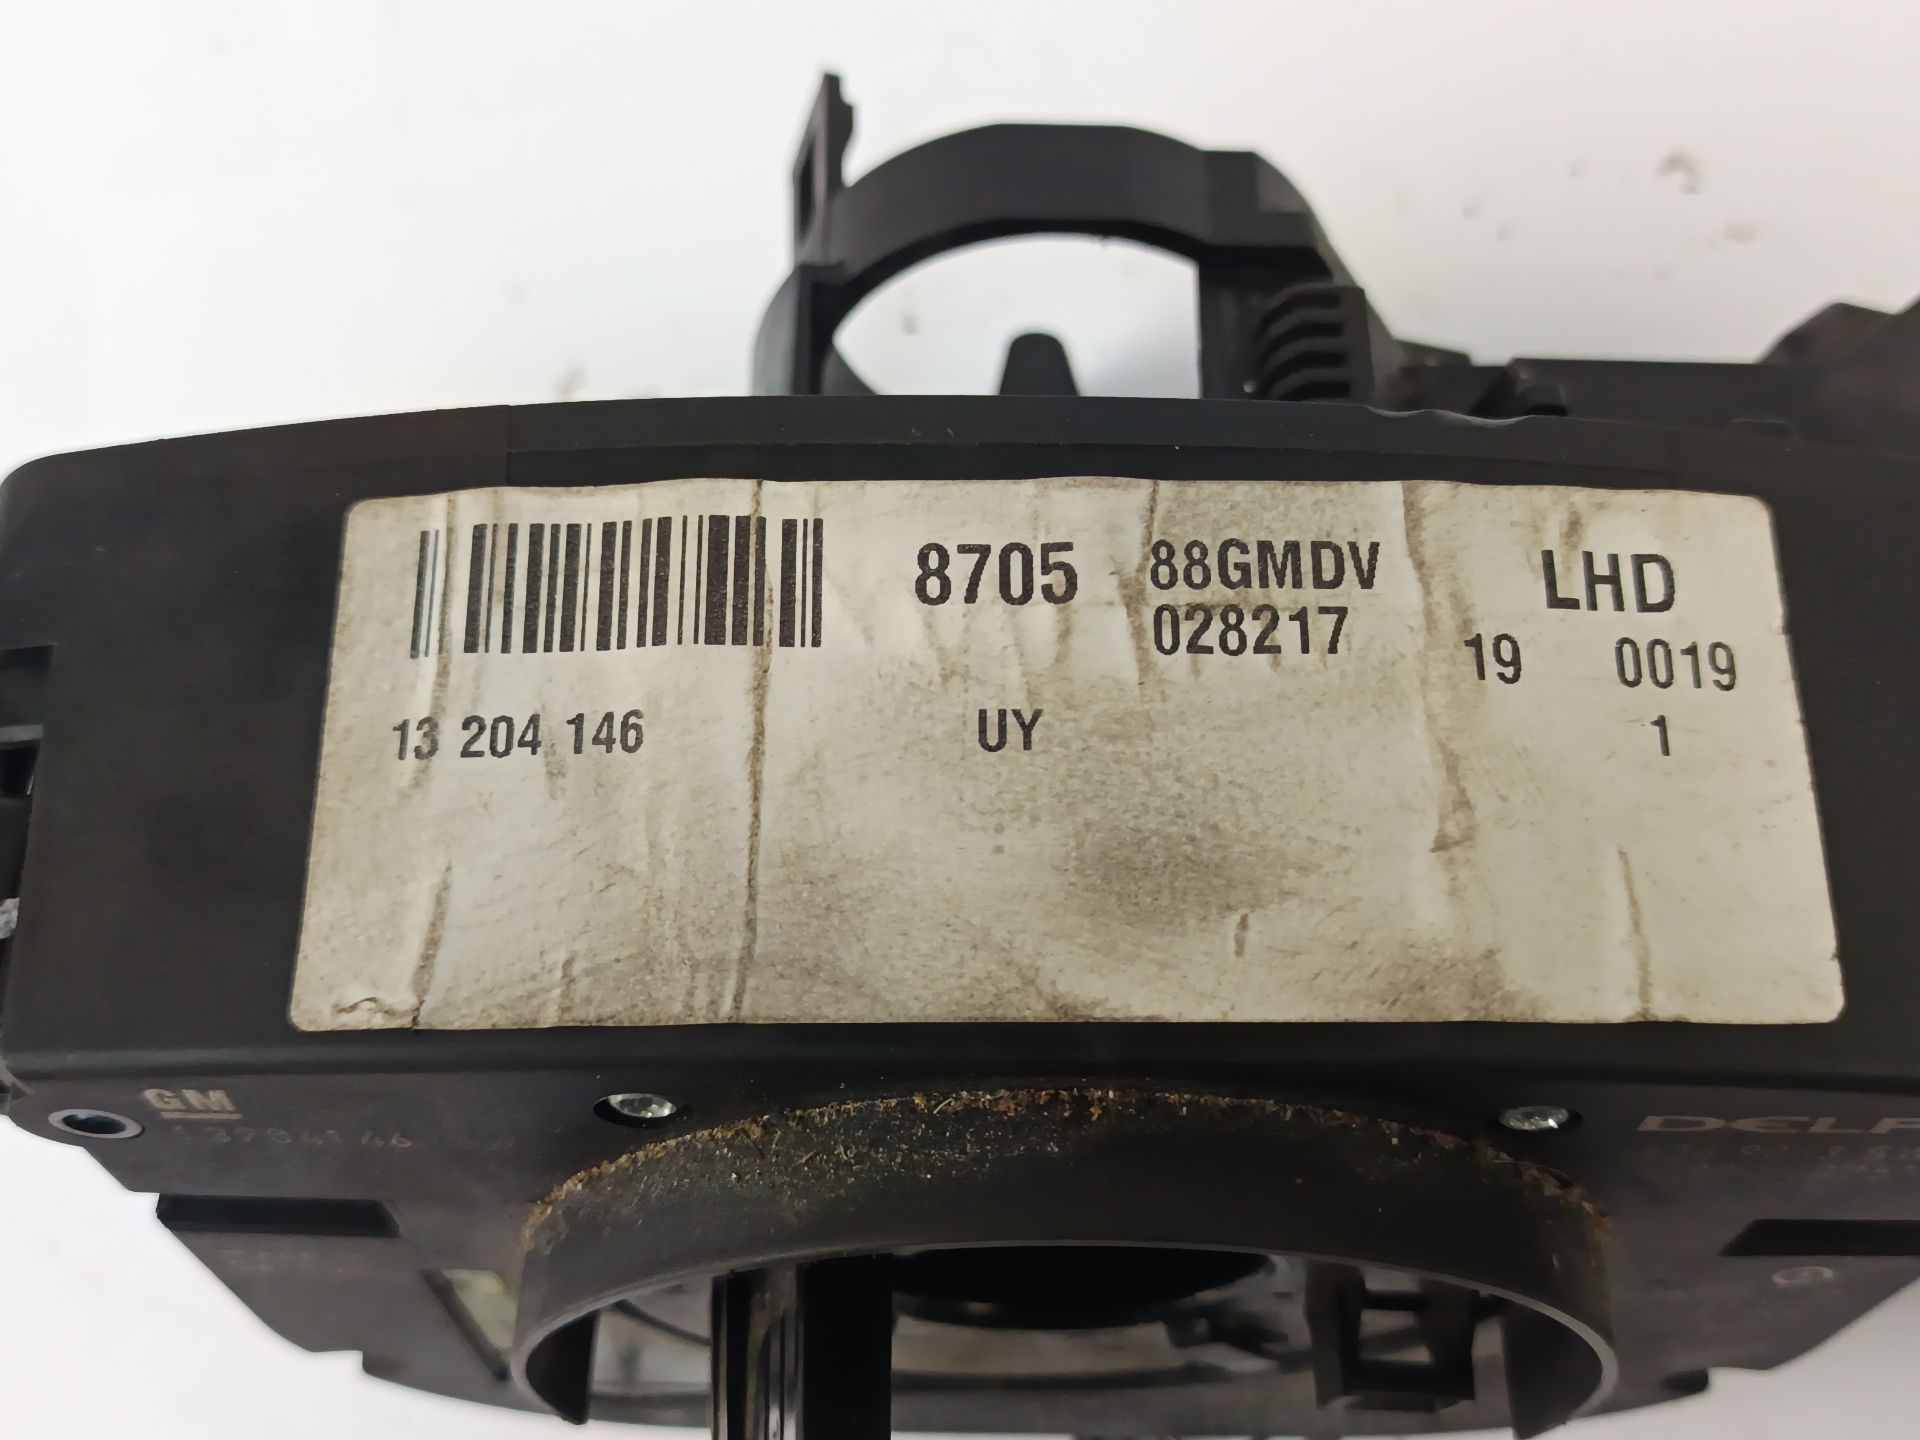 8705 88GMDV LHD
028217 19 0019
13 204 146 UY 1
GM